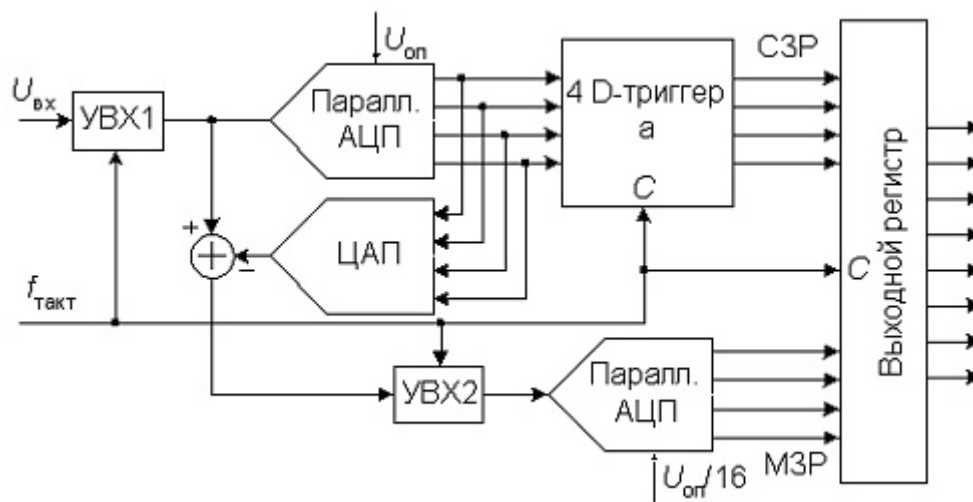 Uоп
СЗР
Uвх
УВХ1
Паралл.
АЦП
4 D-триггер
а
C
ЦАП
+
−
fтакт
C
Выходной регистр
УВХ2
Паралл.
АЦП
МЗР
Uоп/16